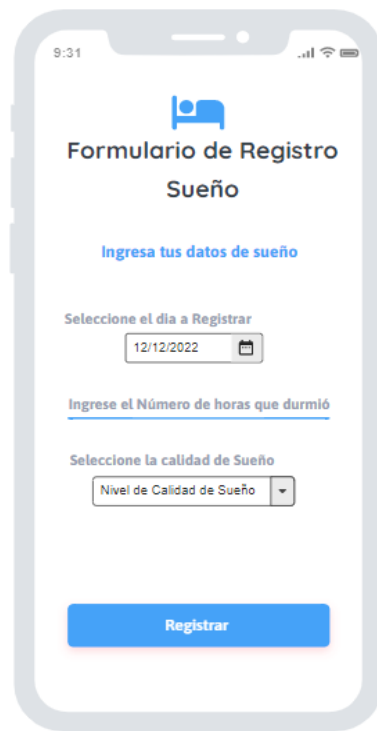 9:31
Formulario de Registro
Sueño
Ingresa tus datos de sueño
Seleccione el dia a Registrar
12/12/2022
Ingrese el Número de horas que durmió
Seleccione la calidad de Sueño
Nivel de Calidad de Sueño
Registrar